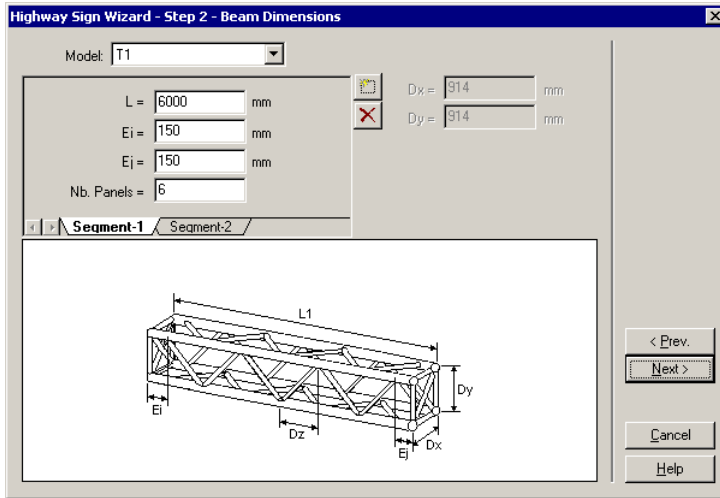 Highway Sign Wizard - Step 2 - Beam Dimensions
Model: T1
L = 6000 mm
Dx = 914 mm
Ei = 150 mm
Dy = 914 mm
Ej = 150 mm
Nb. Panels = 6
Segment-1 Segment-2
L1
Dy
Ei
Dz
Ej
Dx
< Prev.
Next >
Cancel
Help